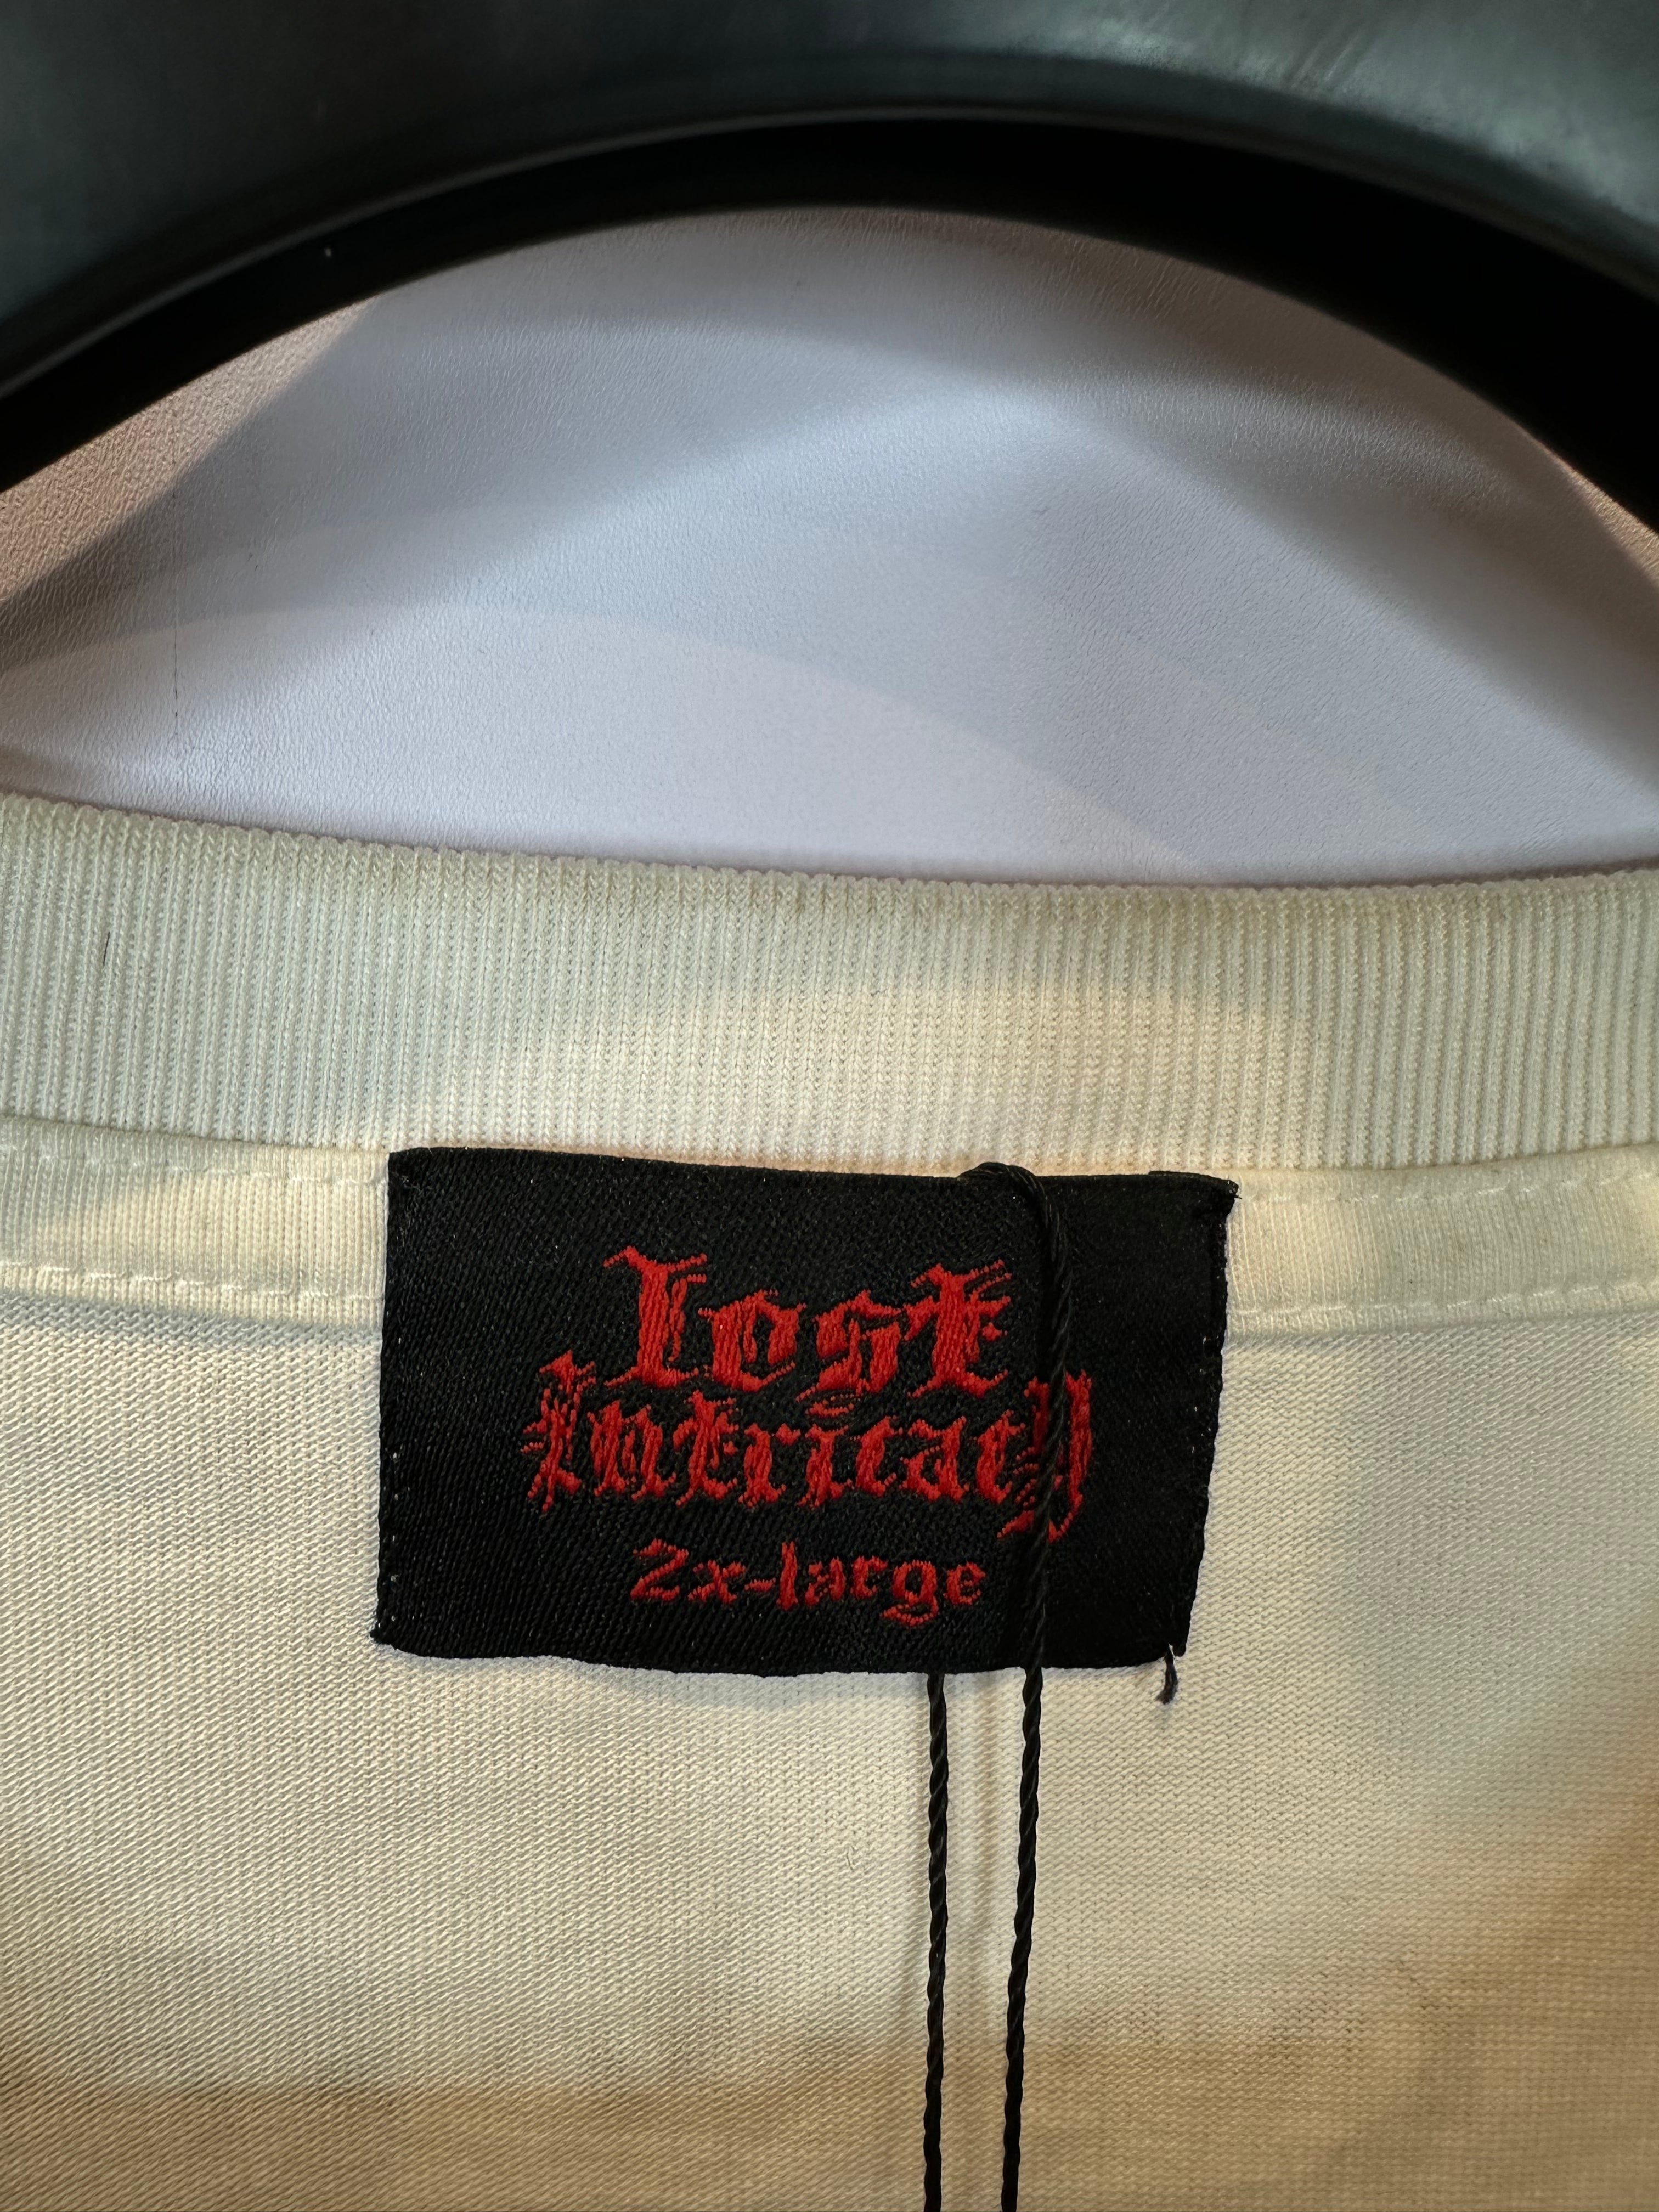 Lost
Intricacy
2x-large